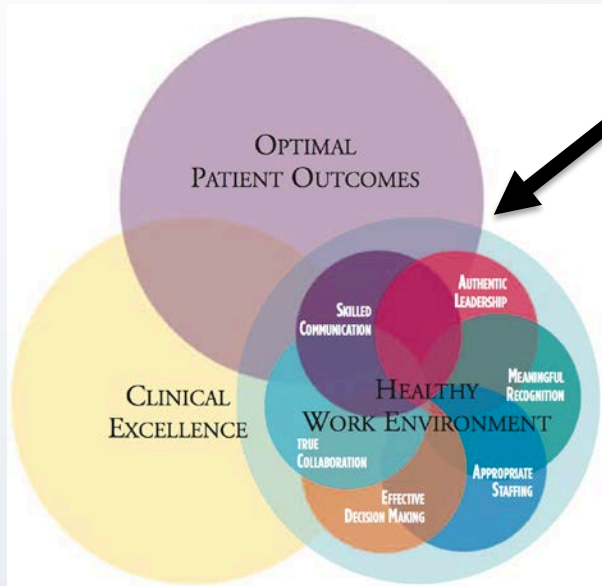 OPTIMAL
PATIENT OUTCOMES
SKILLED
COMMUNICATION
AUTHENTIC
LEADERSHIP
MEANINGFUL
RECOGNITION
HEALTHY
WORK ENVIRONMENT
CLINICAL
EXCELLENCE
TRUE
COLLABORATION
APPROPRIATE
STAFFING
EFFECTIVE
DECISION MAKING